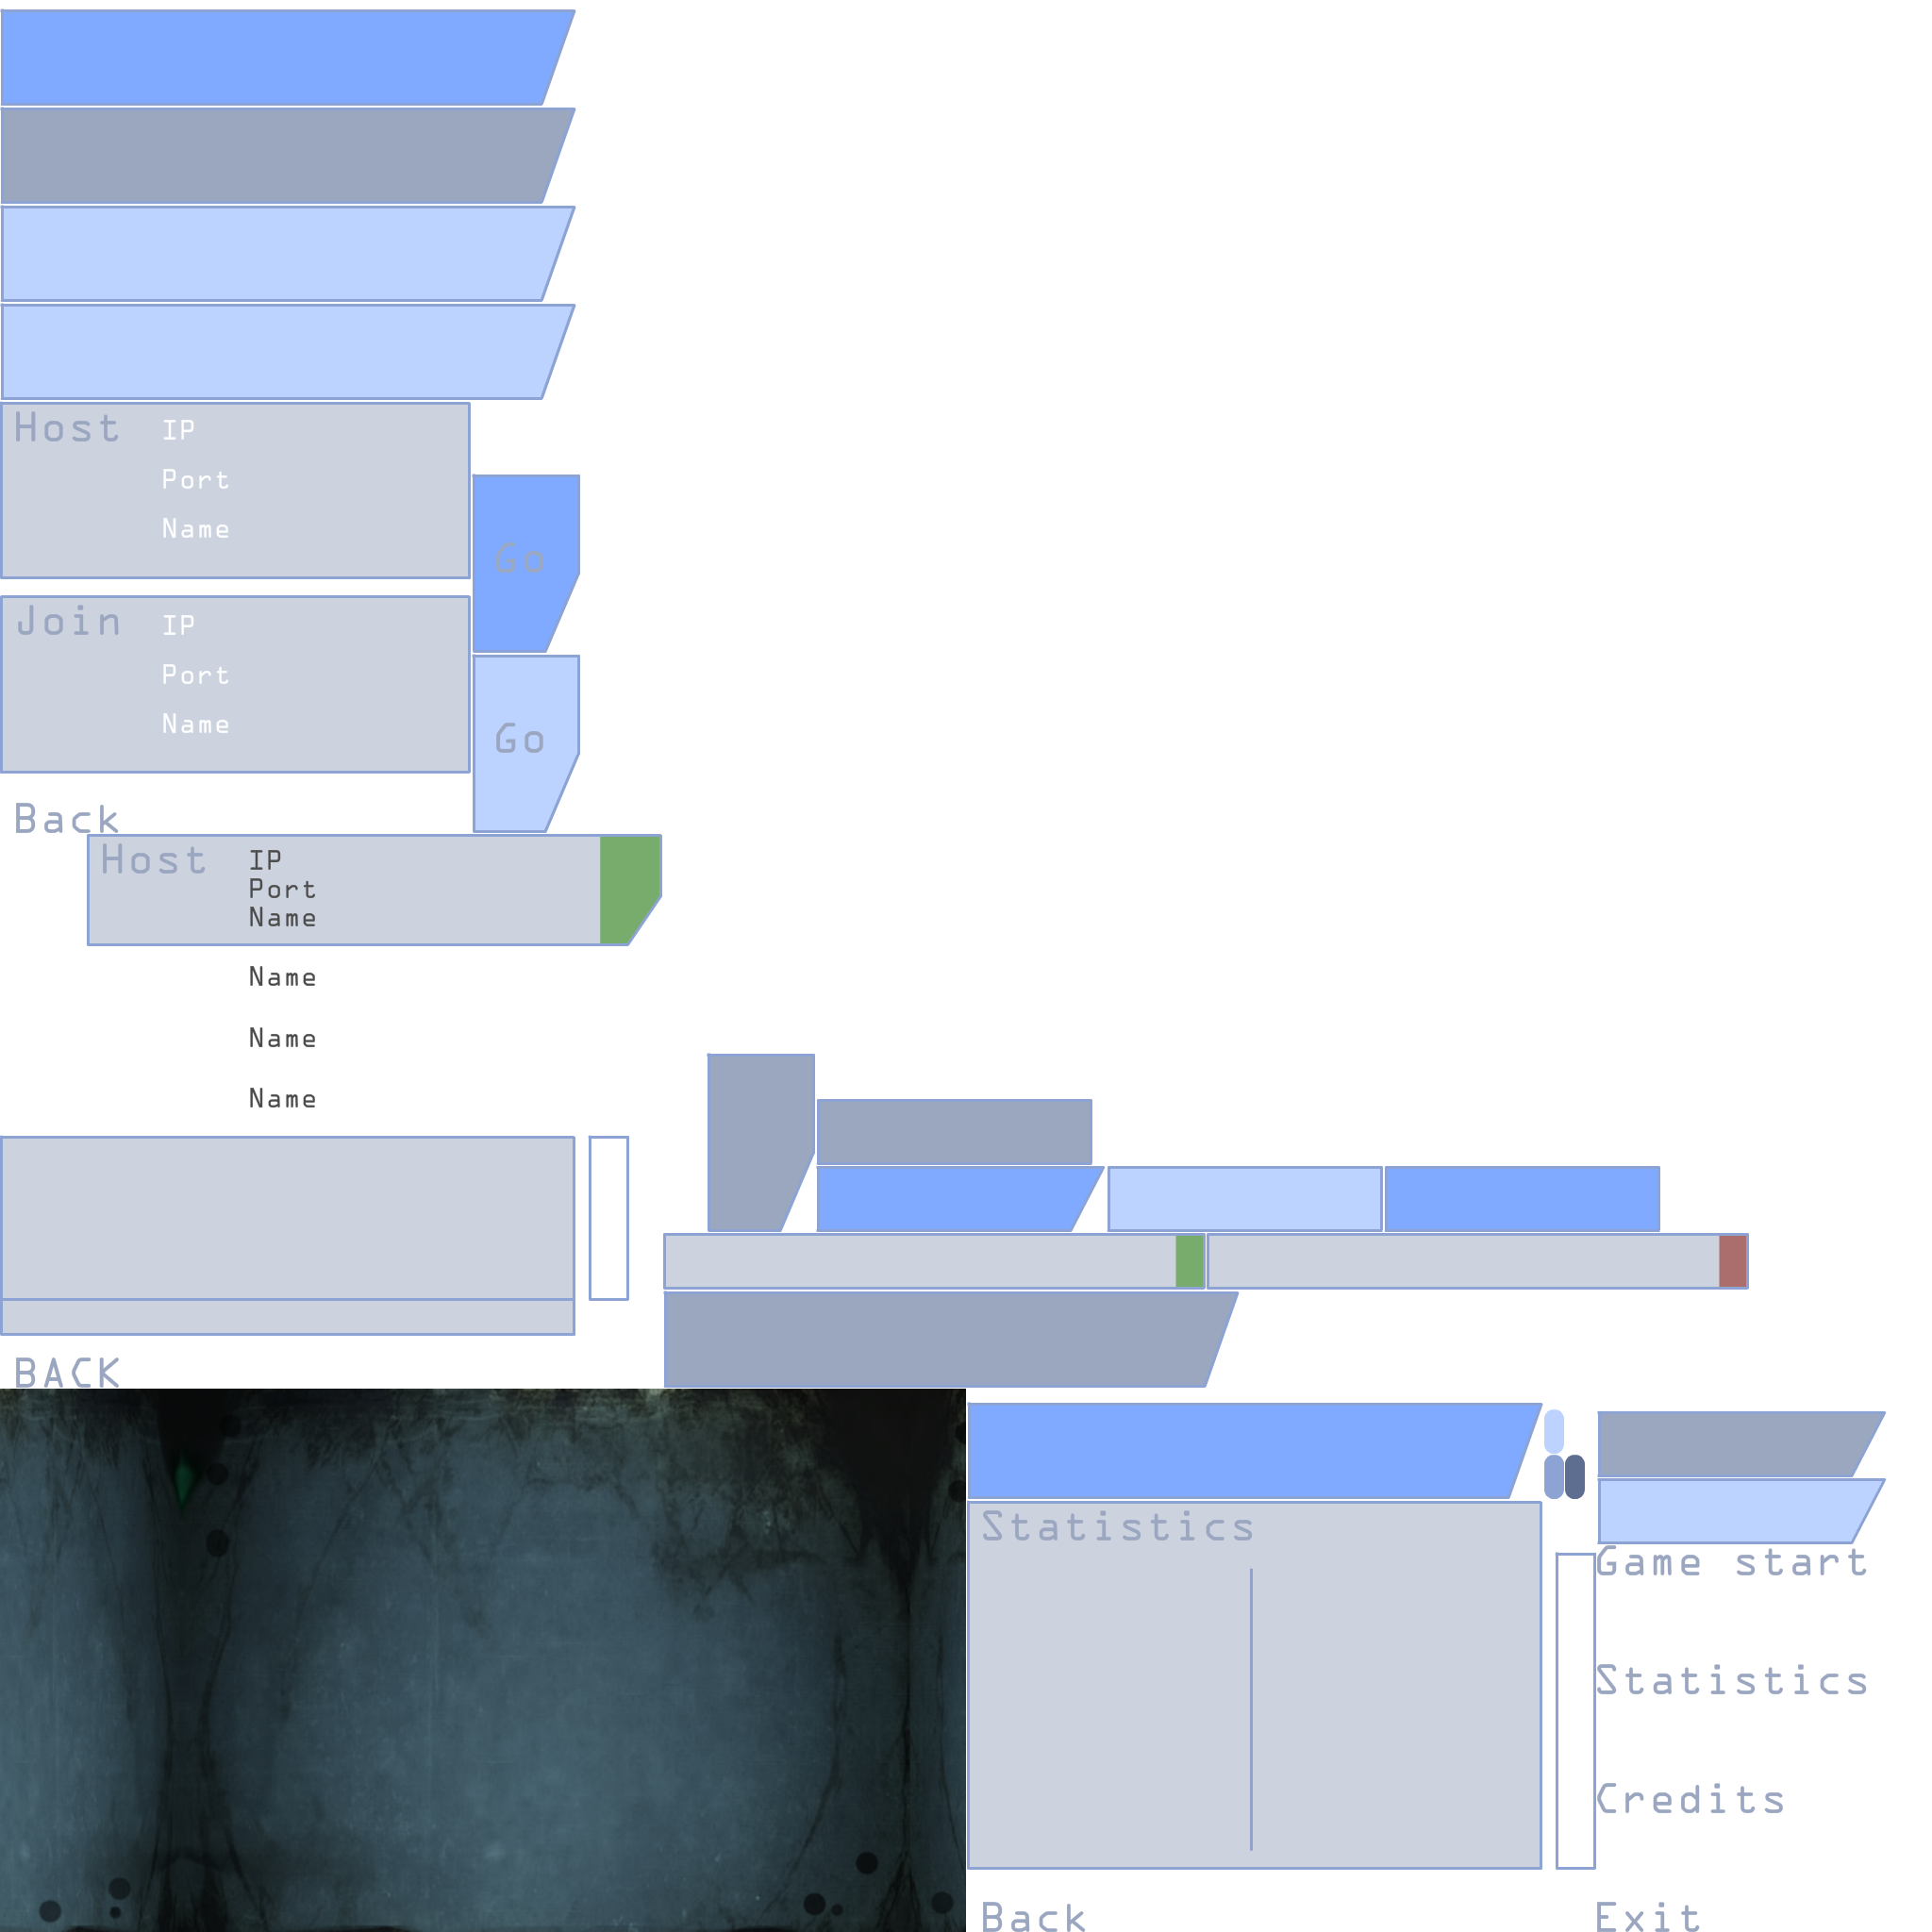 Host IP
Port
Name
Go
Join IP
Port
Name
Go
Back
Host IP
Port
Name
Name
Name
Name
BACK
Statistics
Game start
Statistics
Credits
Back
Exit